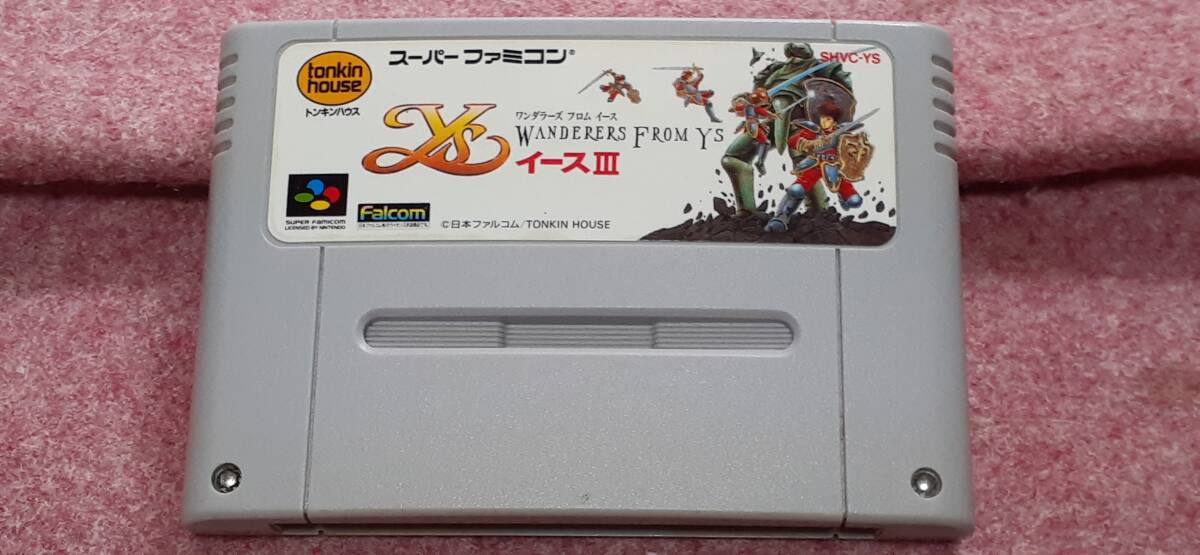 tonkin
house
トンキンハウス
スーパーファミコン®
SHVC-YS
Ys
ワンダラーズ フロム イース
WANDERERS FROM YS
イースIII
SUPER FAMICOM
LICENSED BY NINTENDO
Falcom
©日本ファルコム/TONKIN HOUSE